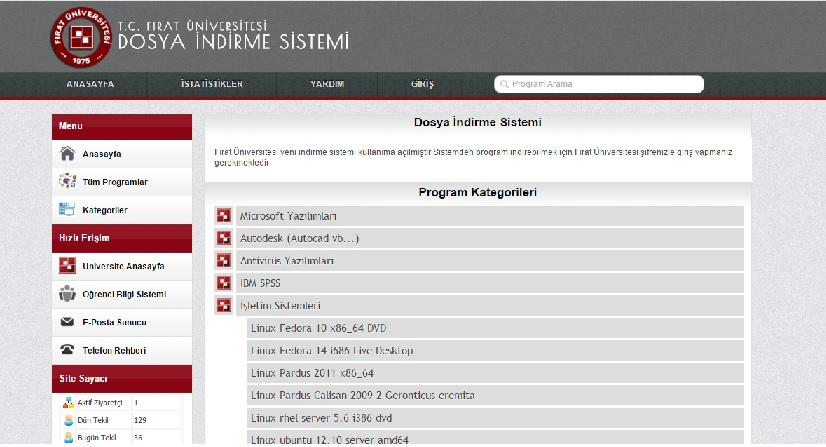 FIRAT ÜNİVERSİTESİ
1975
T.C. FIRAT ÜNİVERSİTESİ
DOSYA İNDİRME SİSTEMİ
ANASAYFA
İSTATİSTİKLER
YARDIM
GİRİŞ
Program Arama
Menu
Anasayfa
Tüm Programlar
Kategoriler
Hızlı Erişim
Üniversite Anasayfa
Öğrenci Bilgi Sistemi
E-Posta Sunucu
Telefon Rehberi
Site Sayacı
Aktif Ziyaretçi 1
Dün Tekil 129
Bugün Tekil 36
Dosya İndirme Sistemi
Fırat Üniversitesi yeni indirme sistemi kullanıma açılmıştır.Sistemden program indirebilmek için Fırat Üniversitesi şifrenizle giriş yapmanız
gerekmektedir.
Program Kategorileri
Microsoft Yazılımları
Autodesk (Autocad vb...)
Antivirüs Yazılımları
IBM SPSS
İşletim Sistemleri
Linux Fedora 10 x86_64 DVD
Linux Fedora 14 i686 Live Desktop
Linux Pardus 2011 x86_64
Linux Pardus Calisan 2009 2 Geronticus eremita
Linux rhel server 5.6 i386 dvd
Linux ubuntu 12.10 server amd64